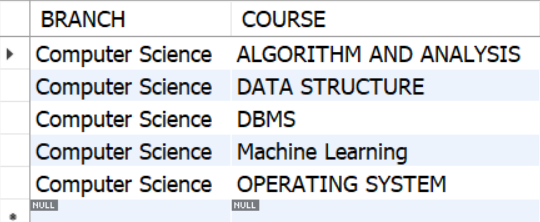 BRANCH COURSE
Computer Science ALGORITHM AND ANALYSIS
Computer Science DATA STRUCTURE
Computer Science DBMS
Computer Science Machine Learning
Computer Science OPERATING SYSTEM
NULL NULL